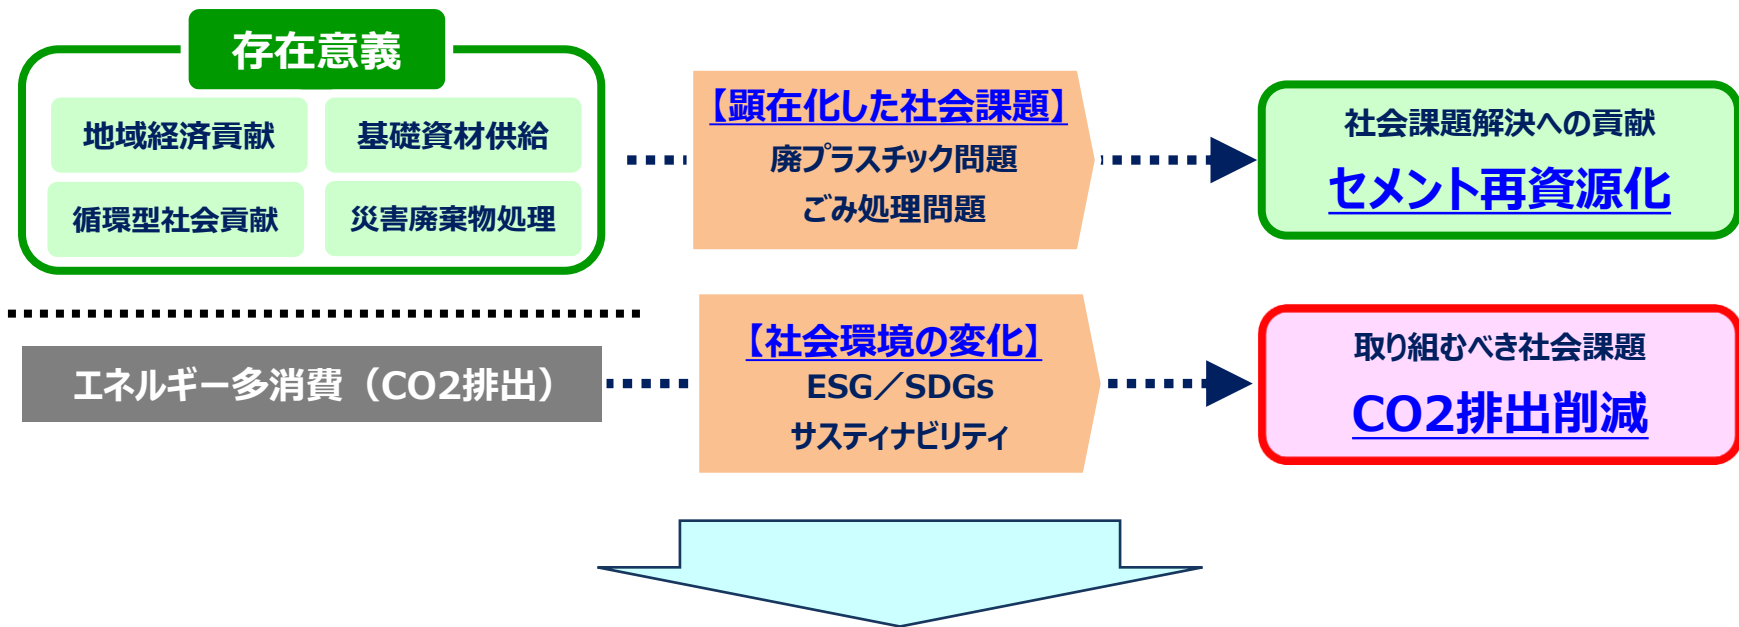 存在意義
地域経済貢献
基礎資材供給
循環型社会貢献
災害廃棄物処理
【顕在化した社会課題】
廃プラスチック問題
ごみ処理問題
社会課題解決への貢献
セメント再資源化
エネルギー多消費（CO2排出）
【社会環境の変化】
ESG／SDGs
サスティナビリティ
取り組むべき社会課題
CO2排出削減